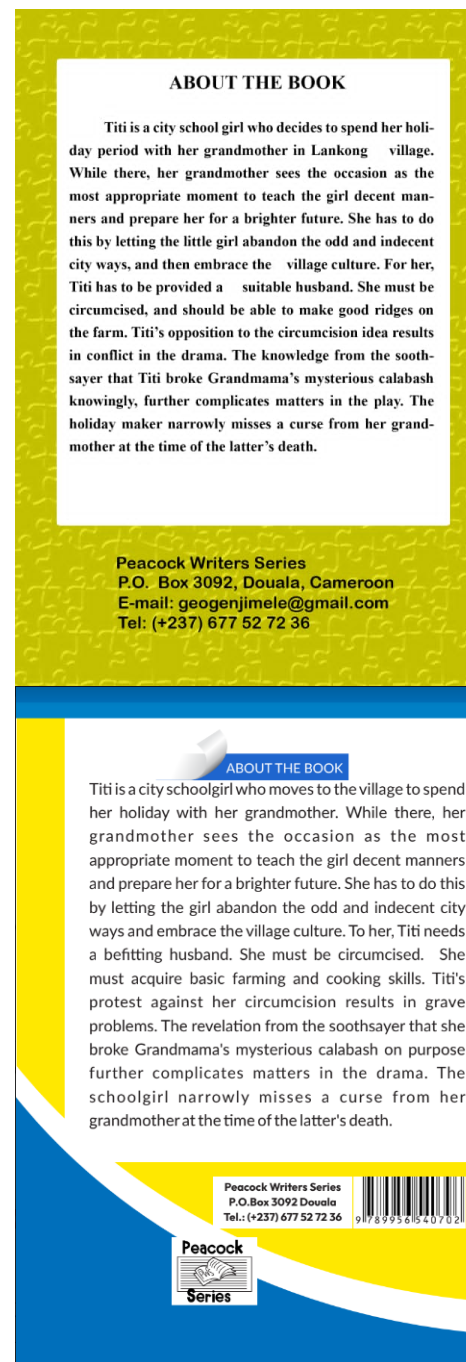 ABOUT THE BOOK
Titi is a city school girl who decides to spend her holi-
day period with her grandmother in Lankong village.
While there, her grandmother sees the occasion as the
most appropriate moment to teach the girl decent man-
ners and prepare her for a brighter future. She has to do
this by letting the little girl abandon the odd and indecent
city ways, and then embrace the village culture. For her,
Titi has to be provided a suitable husband. She must be
circumcised, and should be able to make good ridges on
the farm. Titi's opposition to the circumcision idea results
in conflict in the drama. The knowledge from the sooth-
sayer that Titi broke Grandmama's mysterious calabash
knowingly, further complicates matters in the play. The
holiday maker narrowly misses a curse from her grand-
mother at the time of the latter's death.
Peacock Writers Series
P.O. Box 3092, Douala, Cameroon
E-mail: geogenjimele@gmail.com
Tel: (+237) 677 52 72 36
ABOUT THE BOOK
Titi is a city schoolgirl who moves to the village to spend
her holiday with her grandmother. While there, her
grandmother sees the occasion as the most
appropriate moment to teach the girl decent manners
and prepare her for a brighter future. She has to do this
by letting the girl abandon the odd and indecent city
ways and embrace the village culture. To her, Titi needs
a befitting husband. She must be circumcised. She
must acquire basic farming and cooking skills. Titi's
protest against her circumcision results in grave
problems. The revelation from the soothsayer that she
broke Grandmama's mysterious calabash on purpose
further complicates matters in the drama. The
schoolgirl narrowly misses a curse from her
grandmother at the time of the latter's death.
Peacock Writers Series
P.O.Box 3092 Douala
Tel.: (+237) 677 52 72 36
9 789956 540702
Peacock
Series